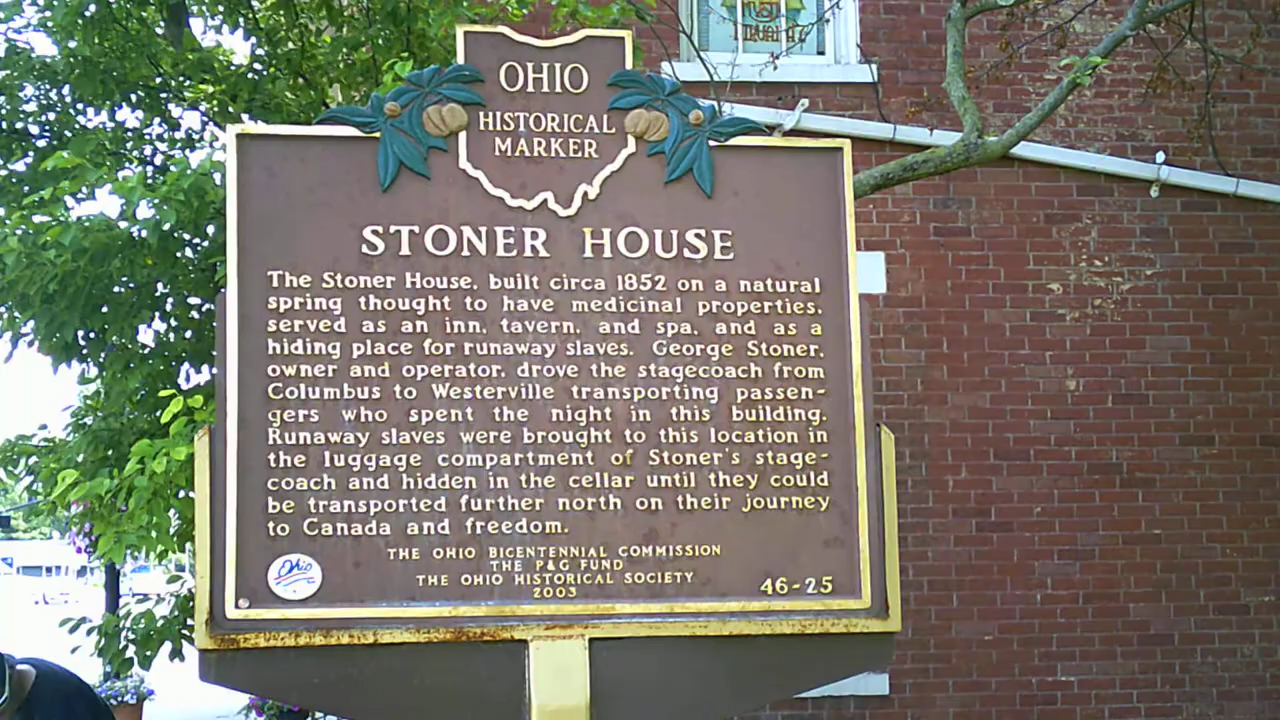 OHIO
HISTORICAL
MARKER
STONER HOUSE
The Stoner House, built circa 1852 on a natural
spring thought to have medicinal properties,
served as an inn, tavern, and spa, and as a
hiding place for runaway slaves. George Stoner,
owner and operator, drove the stagecoach from
Columbus to Westerville transporting passen-
gers who spent the night in this building.
Runaway slaves were brought to this location in
the luggage compartment of Stoner's stage-
coach and hidden in the cellar until they could
be transported further north on their journey
to Canada and freedom.
THE OHIO BICENTENNIAL COMMISSION
THE P&G FUND
THE OHIO HISTORICAL SOCIETY
2003
46-25
Ohio